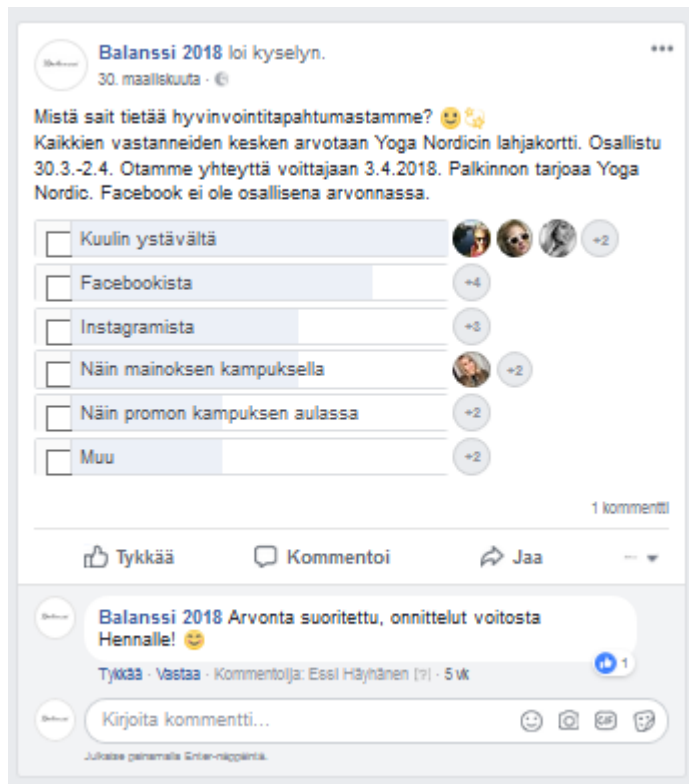 Balanssi 2018 loi kyselyn.
30. maaliskuuta ·
Mistä sait tietää hyvinvointitapahtumastamme?
Kaikkien vastanneiden kesken arvotaan Yoga Nordicin lahjakortti. Osallistu
30.3.-2.4. Otamme yhteyttä voittajaan 3.4.2018. Palkinnon tarjoaa Yoga
Nordic. Facebook ei ole osallisena arvonnassa.
Kuulin ystävältä +2
Facebookista +4
Instagramista +3
Näin mainoksen kampuksella +2
Näin promon kampuksen aulassa +2
Muu +2
1 kommentti
Tykkää Kommentoi Jaa
Balanssi 2018 Arvonta suoritettu, onnittelut voitosta
Hennalle!
1
Tykkää · Vastaa · Kommentoija: Essi Häyhänen [?] · 5 vk
Kirjoita kommentti... GIF
Julkaise painamalla Enter-näppäintä.